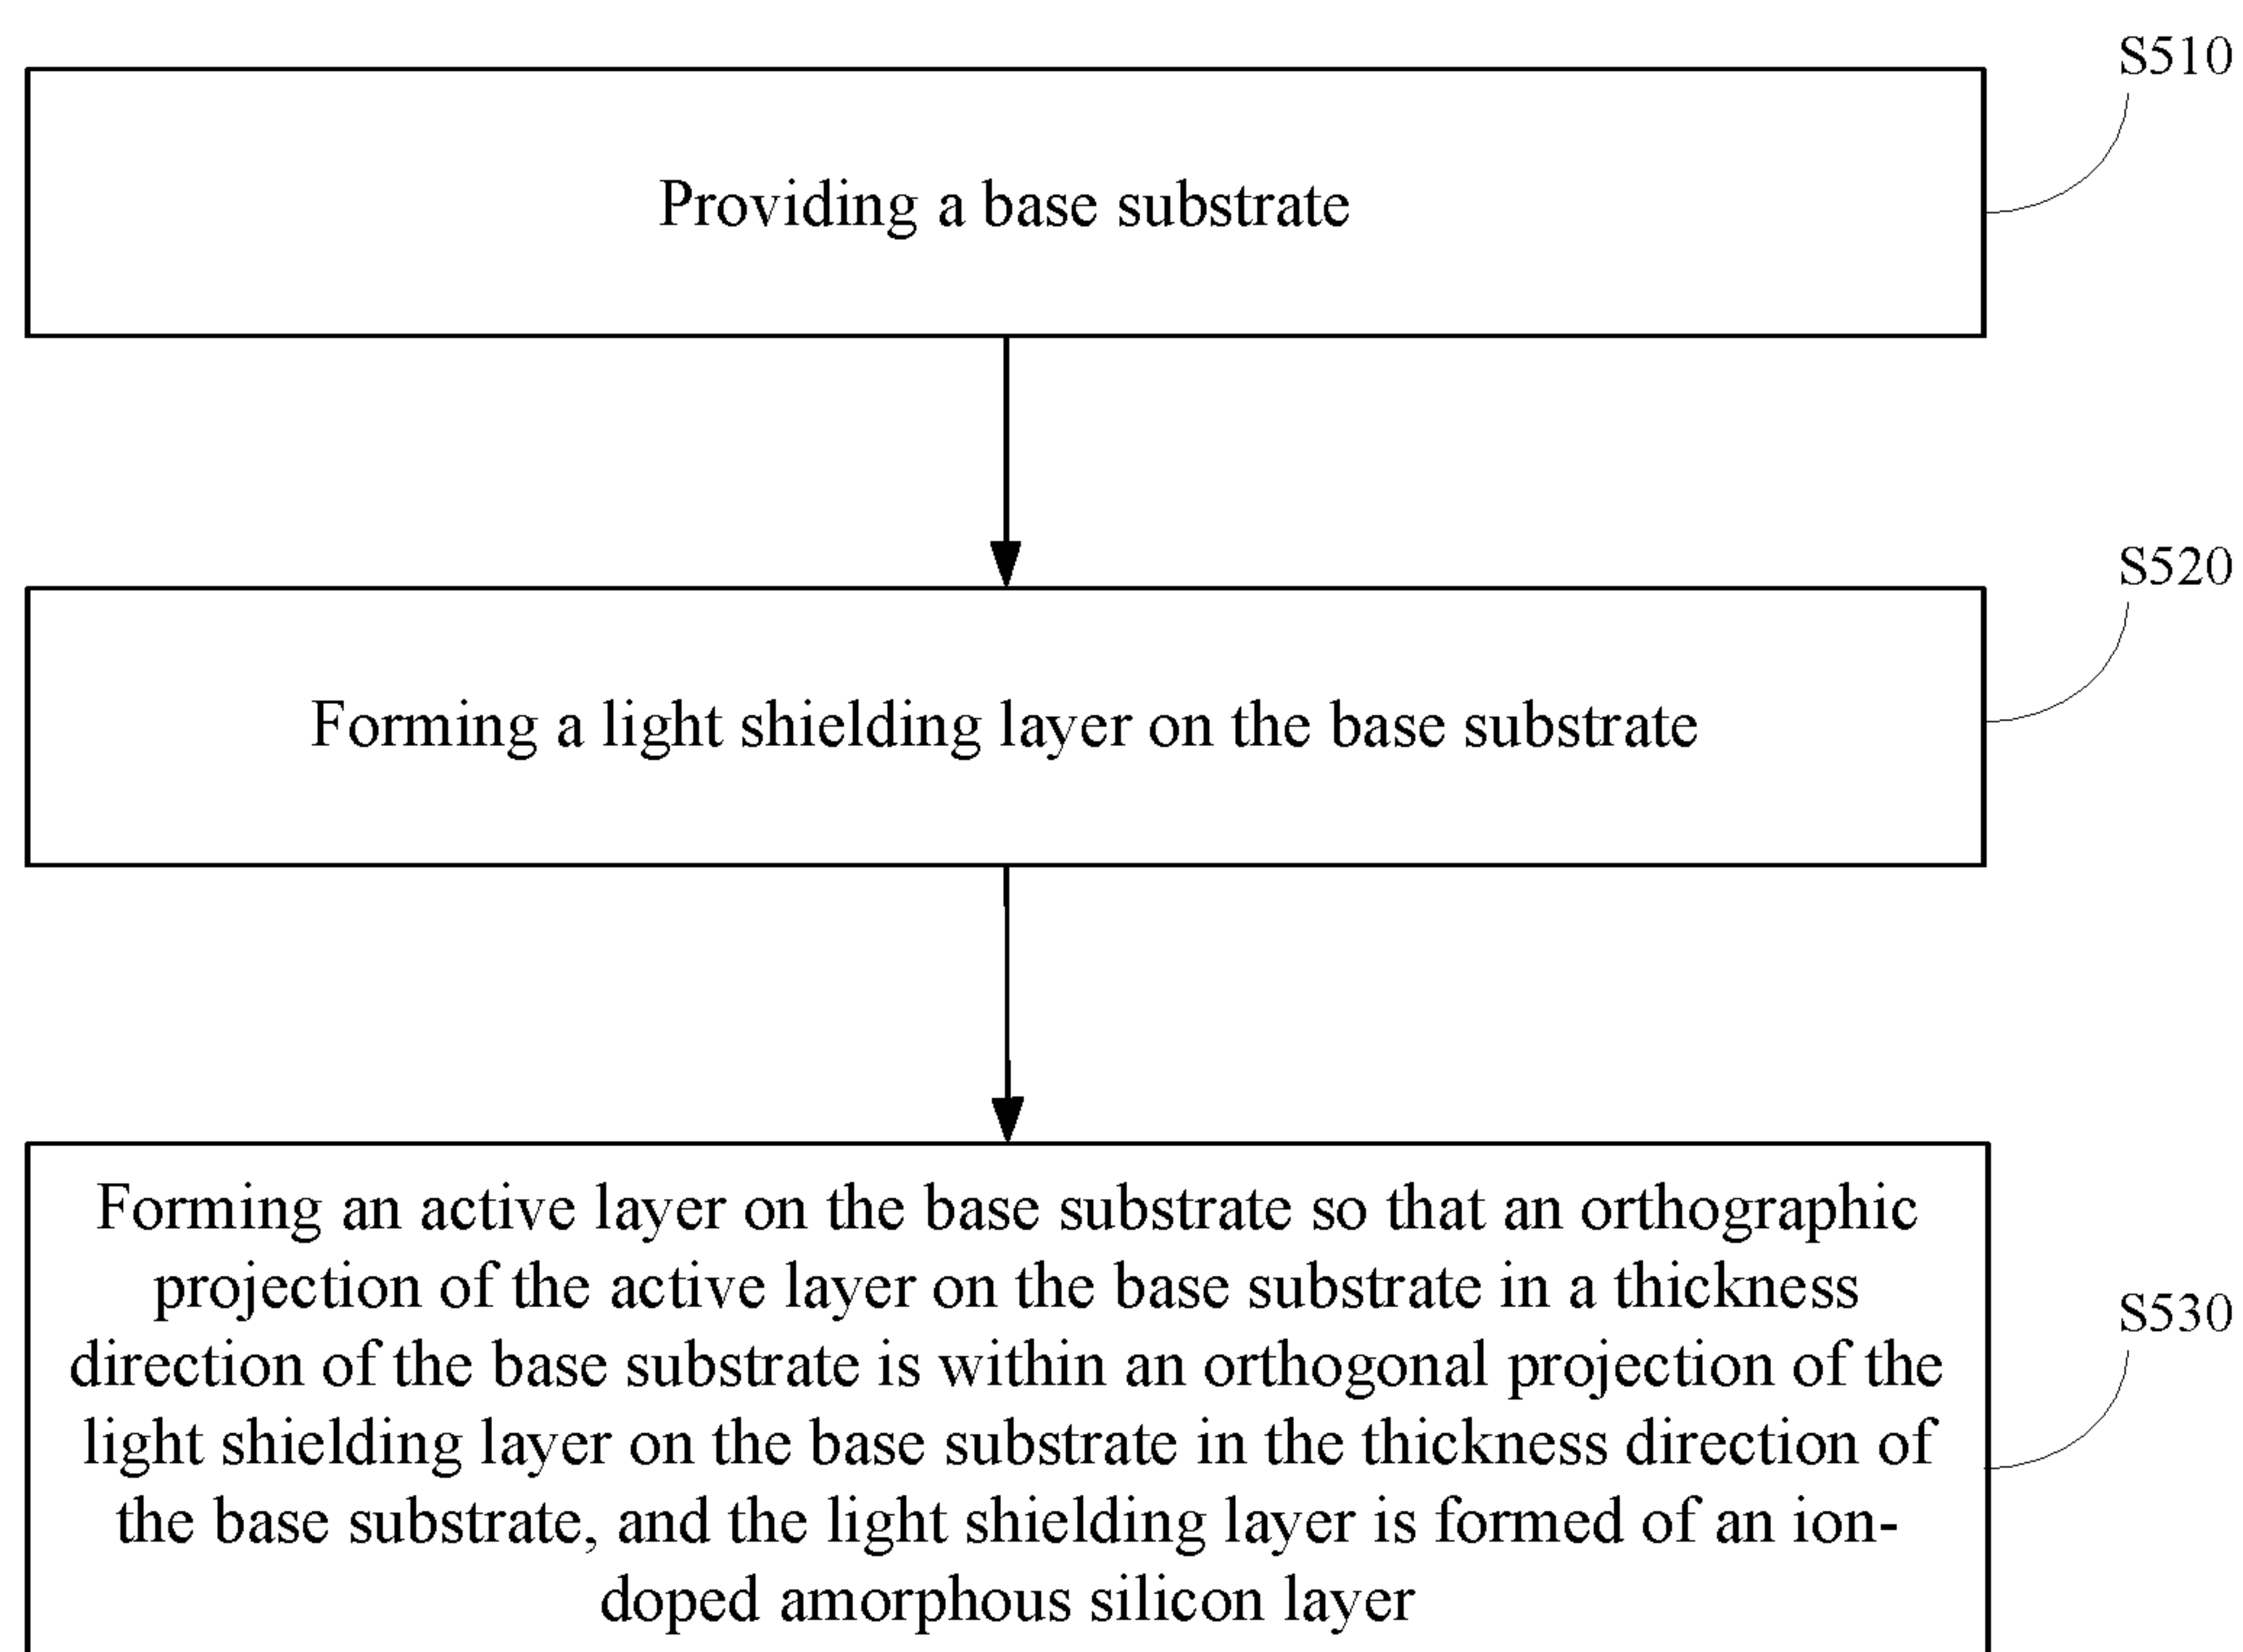 S510
Providing a base substrate
S520
Forming a light shielding layer on the base substrate
Forming an active layer on the base substrate so that an orthographic
projection of the active layer on the base substrate in a thickness
S530
direction of the base substrate is within an orthogonal projection of the
light shielding layer on the base substrate in the thickness direction of
the base substrate, and the light shielding layer is formed of an ion-
doped amorphous silicon layer